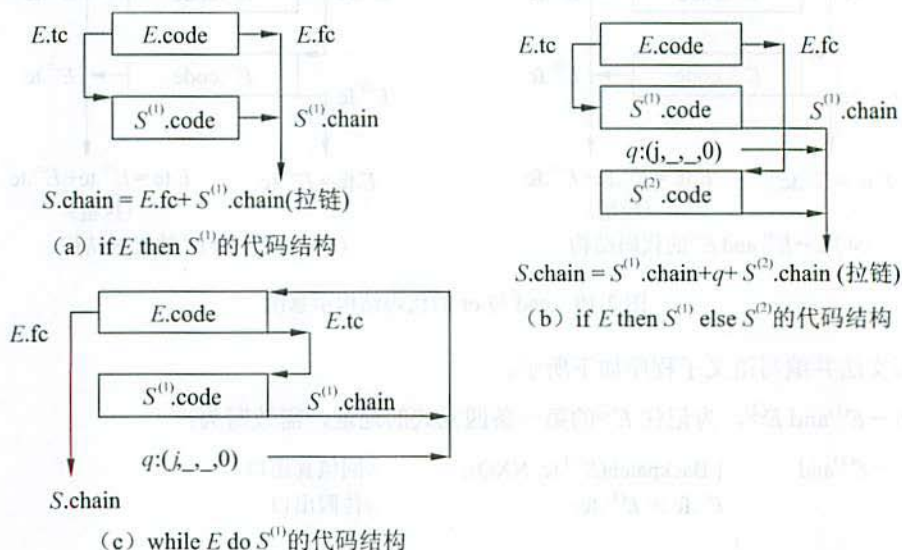 E.tc
E.code
E.fc
S⁽¹⁾.code
S⁽¹⁾.chain
S.chain = E.fc+ S⁽¹⁾.chain(拉链)
(a) if E then S⁽¹⁾的代码结构
E.tc
E.code
E.fc
S⁽¹⁾.code
S⁽¹⁾.chain
q:(j,_,_,0)
S⁽²⁾.code
S.chain = S⁽¹⁾.chain+q+ S⁽²⁾.chain (拉链)
(b) if E then S⁽¹⁾ else S⁽²⁾的代码结构
E.fc
E.code
E.tc
S⁽¹⁾.code
S⁽¹⁾.chain
q:(j,_,_,0)
S.chain
(c) while E do S⁽¹⁾的代码结构